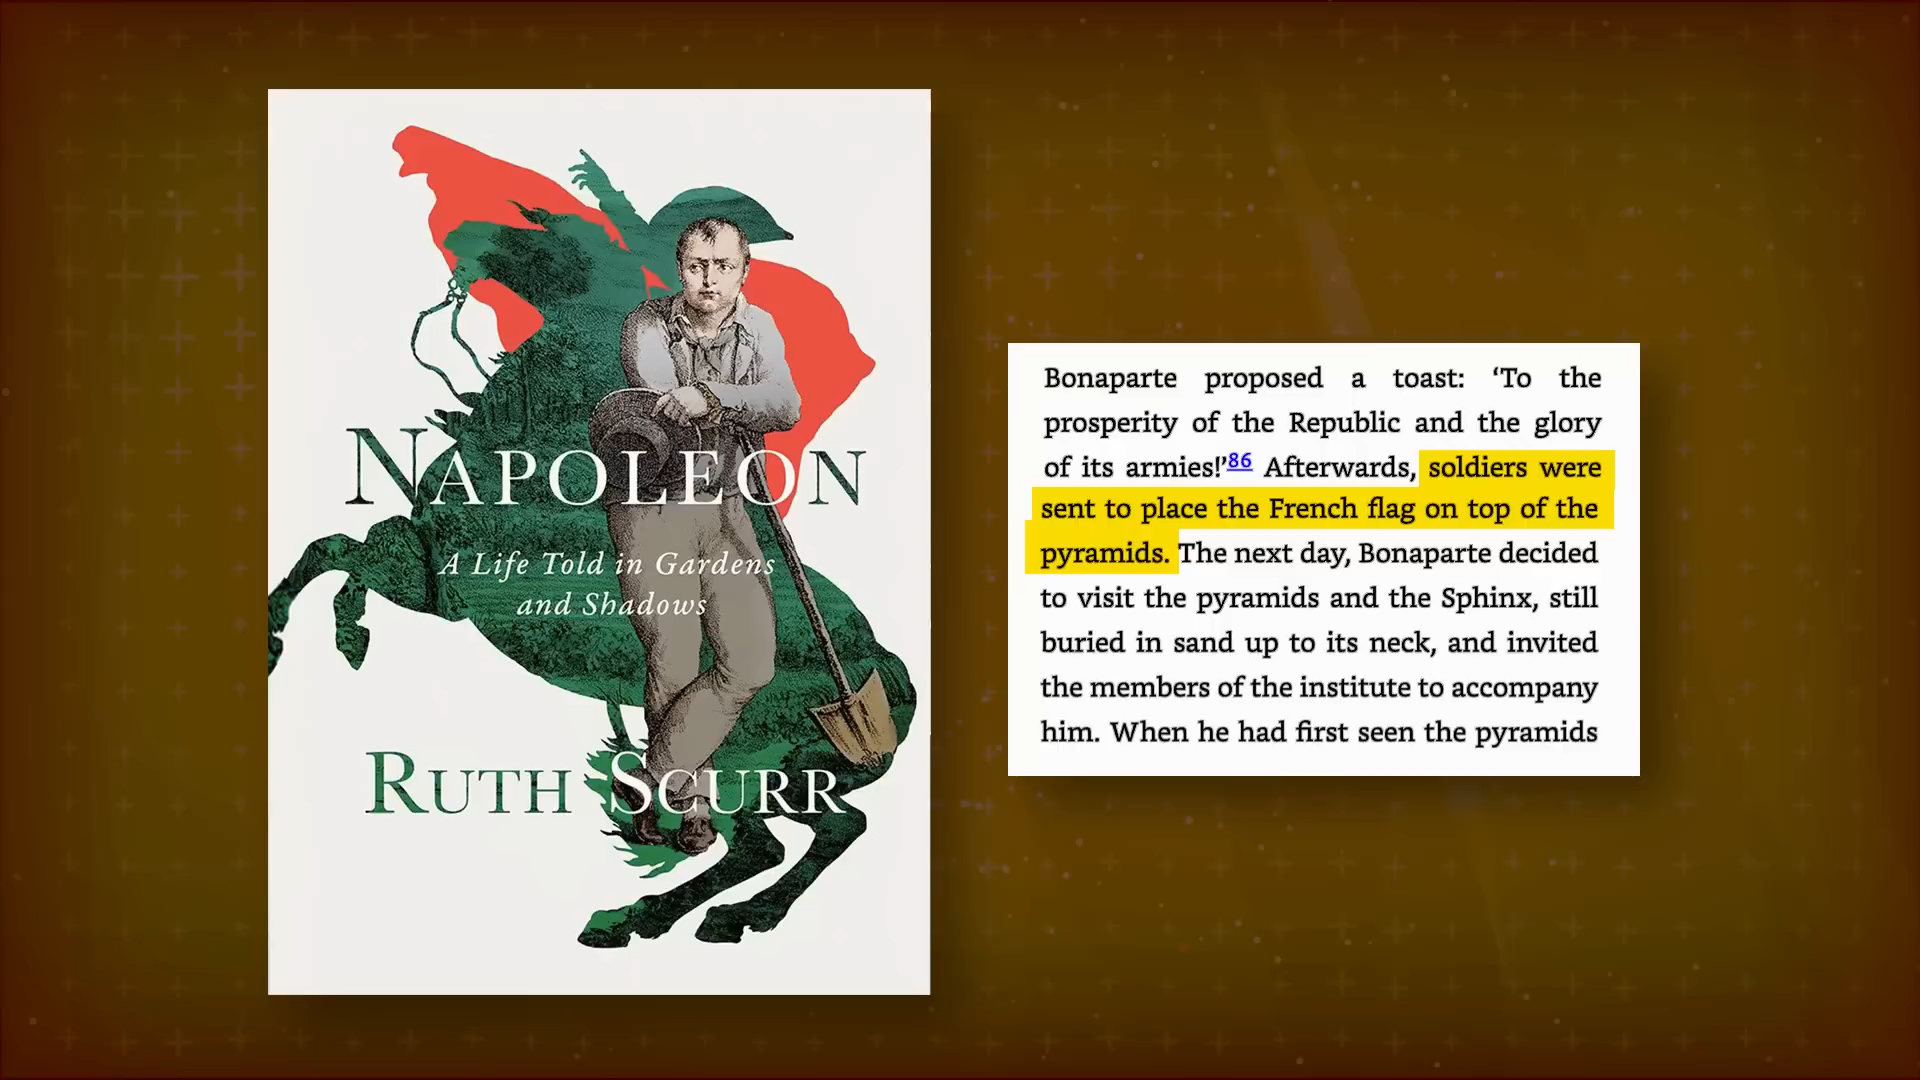 NAPOLEON
A Life Told in Gardens
and Shadows
RUTH SCURR
Bonaparte proposed a toast: ‘To the
prosperity of the Republic and the glory
of its armies!’86 Afterwards, soldiers were
sent to place the French flag on top of the
pyramids. The next day, Bonaparte decided
to visit the pyramids and the Sphinx, still
buried in sand up to its neck, and invited
the members of the institute to accompany
him. When he had first seen the pyramids